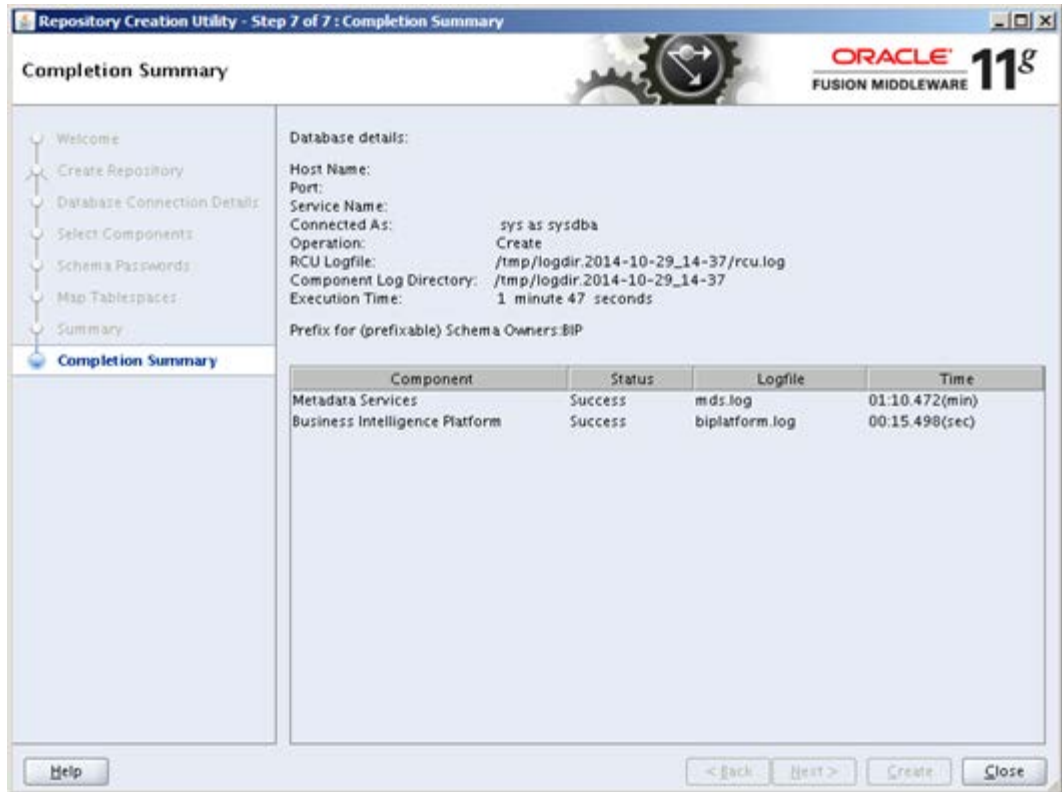 Repository Creation Utility - Step 7 of 7 : Completion Summary
Completion Summary
ORACLE 11g
FUSION MIDDLEWARE
Welcome
Create Repository
Database Connection Details
Select Components
Schema Passwords
Map Tablespaces
Summary
Completion Summary
Database details:
Host Name:
Port:
Service Name:
Connected As: sys as sysdba
Operation: Create
RCU Logfile: /tmp/logdir.2014-10-29_14-37/rcu.log
Component Log Directory: /tmp/logdir.2014-10-29_14-37
Execution Time: 1 minute 47 seconds
Prefix for (prefixable) Schema Owners:BIP
Component Status Logfile Time
Metadata Services Success mds.log 01:10.472(min)
Business Intelligence Platform Success biplatform.log 00:15.498(sec)
Help < Back Next > Create Close